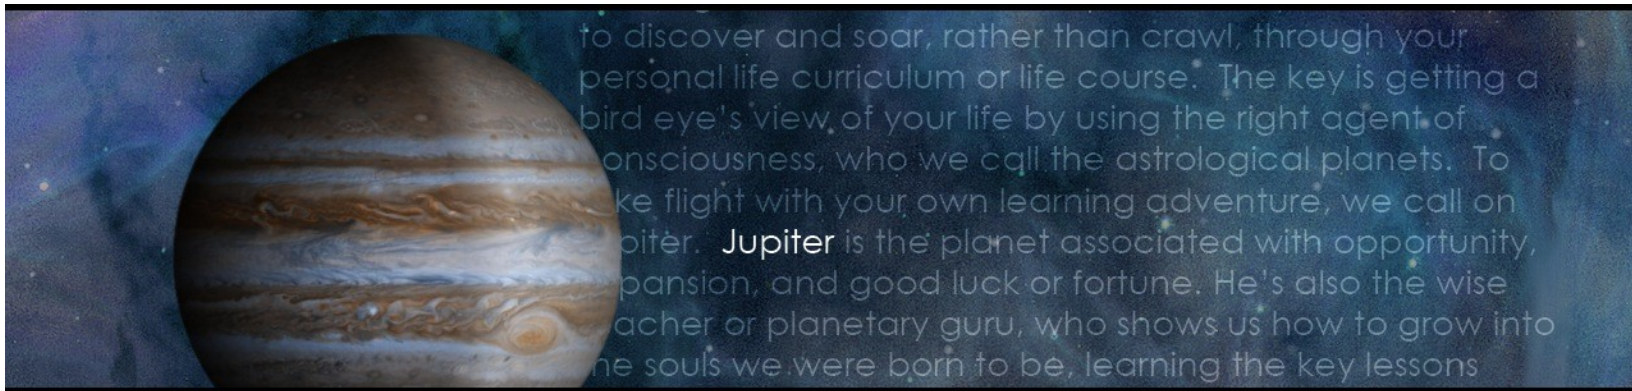 to discover and soar, rather than crawl, through your
personal life curriculum or life course. The key is getting a
bird eye's view of your life by using the right agent of
onsciousness, who we call the astrological planets. To
ke flight with your own learning adventure, we call on
piter. Jupiter is the planet associated with opportunity,
pansion, and good luck or fortune. He's also the wise
acher or planetary guru, who shows us how to grow into
he souls we were born to be, learning the key lessons